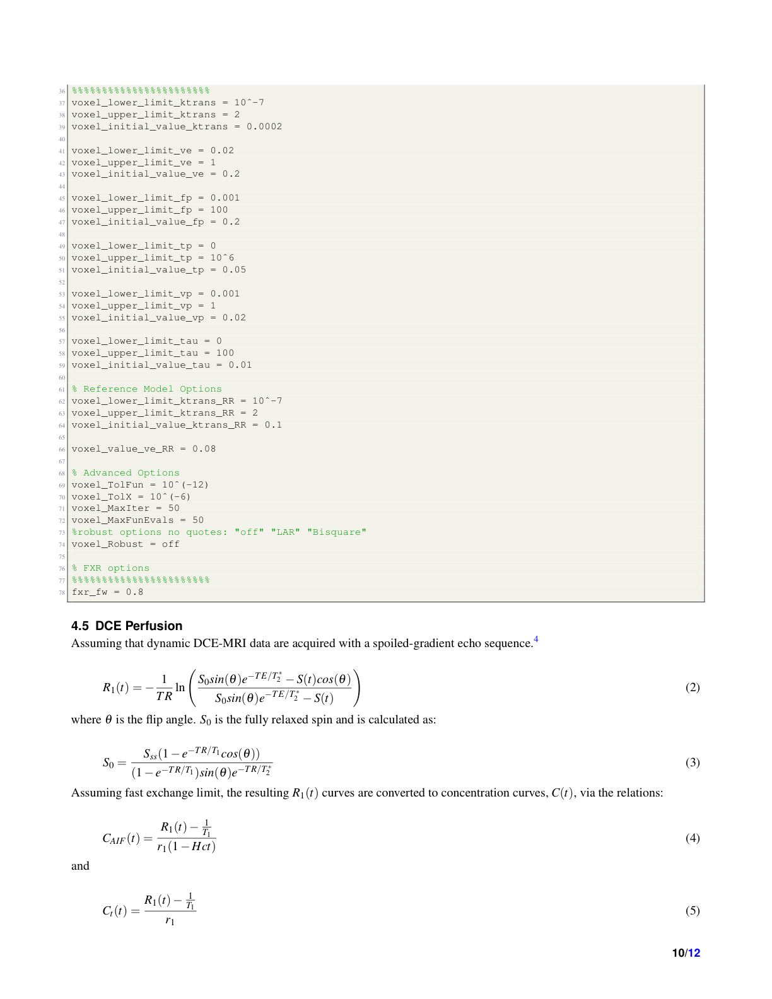 36 %%%%%%%%%%%%%%%%%%%%%%%
37 voxel_lower_limit_ktrans = 10^-7
38 voxel_upper_limit_ktrans = 2
39 voxel_initial_value_ktrans = 0.0002
40
41 voxel_lower_limit_ve = 0.02
42 voxel_upper_limit_ve = 1
43 voxel_initial_value_ve = 0.2
44
45 voxel_lower_limit_fp = 0.001
46 voxel_upper_limit_fp = 100
47 voxel_initial_value_fp = 0.2
48
49 voxel_lower_limit_tp = 0
50 voxel_upper_limit_tp = 10^6
51 voxel_initial_value_tp = 0.05
52
53 voxel_lower_limit_vp = 0.001
54 voxel_upper_limit_vp = 1
55 voxel_initial_value_vp = 0.02
56
57 voxel_lower_limit_tau = 0
58 voxel_upper_limit_tau = 100
59 voxel_initial_value_tau = 0.01
60
61 % Reference Model Options
62 voxel_lower_limit_ktrans_RR = 10^-7
63 voxel_upper_limit_ktrans_RR = 2
64 voxel_initial_value_ktrans_RR = 0.1
65
66 voxel_value_ve_RR = 0.08
67
68 % Advanced Options
69 voxel_TolFun = 10^(-12)
70 voxel_TolX = 10^(-6)
71 voxel_MaxIter = 50
72 voxel_MaxFunEvals = 50
73 %robust options no quotes: "off" "LAR" "Bisquare"
74 voxel_Robust = off
75
76 % FXR options
77 %%%%%%%%%%%%%%%%%%%%%%%
78 fxr_fw = 0.8
4.5 DCE Perfusion
Assuming that dynamic DCE-MRI data are acquired with a spoiled-gradient echo sequence.⁴
$R_1(t) = -\frac{1}{TR} \ln \left( \frac{S_0 sin(\theta) e^{-TE/T_2^*} - S(t) cos(\theta)}{S_0 sin(\theta) e^{-TE/T_2^*} - S(t)} \right)$ (2)
where θ is the flip angle. $S_0$ is the fully relaxed spin and is calculated as:
$S_0 = \frac{S_{ss}(1 - e^{-TR/T_1} cos(\theta))}{(1 - e^{-TR/T_1}) sin(\theta) e^{-TR/T_2^*}}$ (3)
Assuming fast exchange limit, the resulting $R_1(t)$ curves are converted to concentration curves, $C(t)$, via the relations:
$C_{AIF}(t) = \frac{R_1(t) - \frac{1}{T_1}}{r_1(1 - Hct)}$ (4)
and
$C_t(t) = \frac{R_1(t) - \frac{1}{T_1}}{r_1}$ (5)
10/12